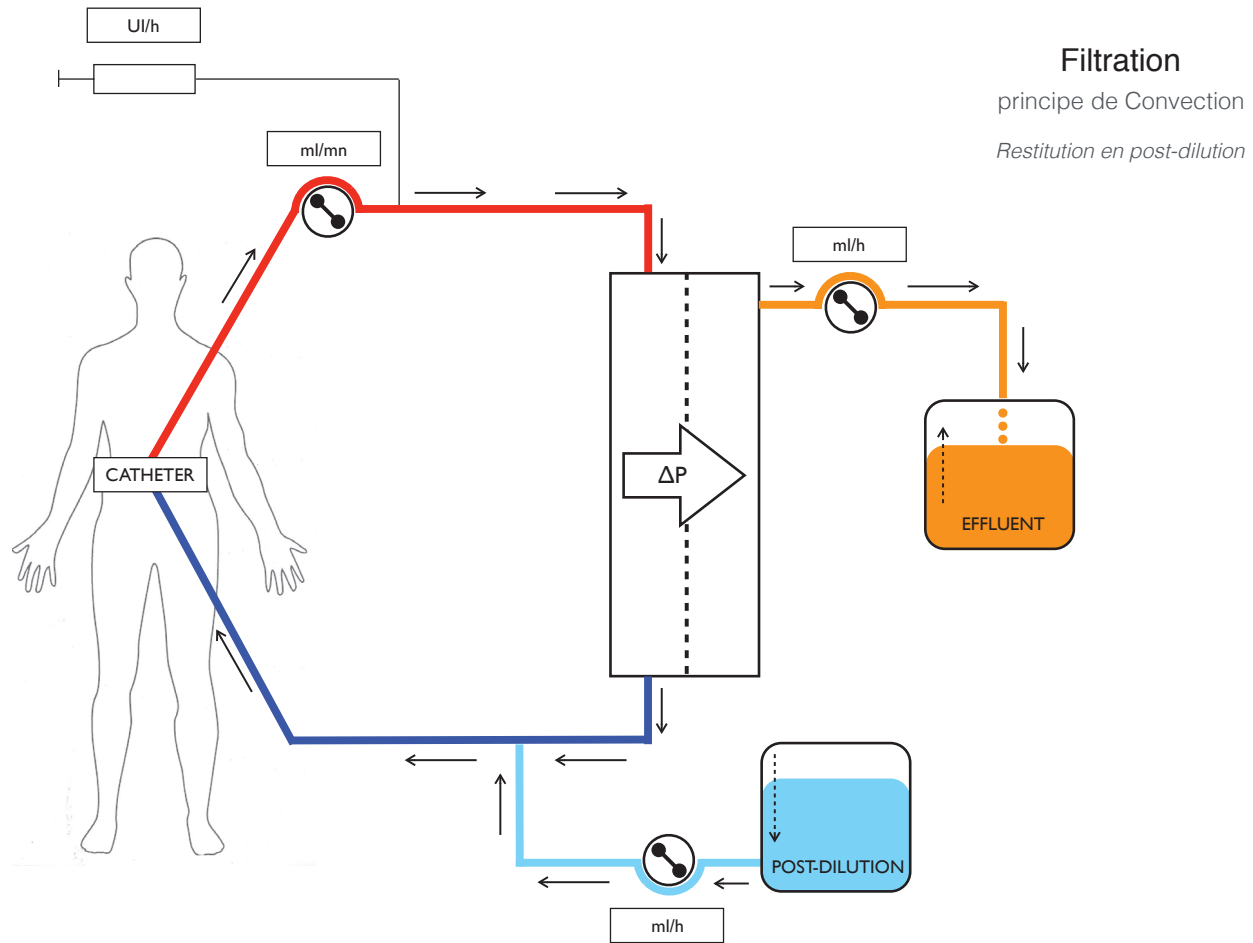 UI/h
Filtration
principe de Convection
Restitution en post-dilution
ml/mn
ml/h
CATHETER
ΔP
EFFLUENT
POST-DILUTION
ml/h